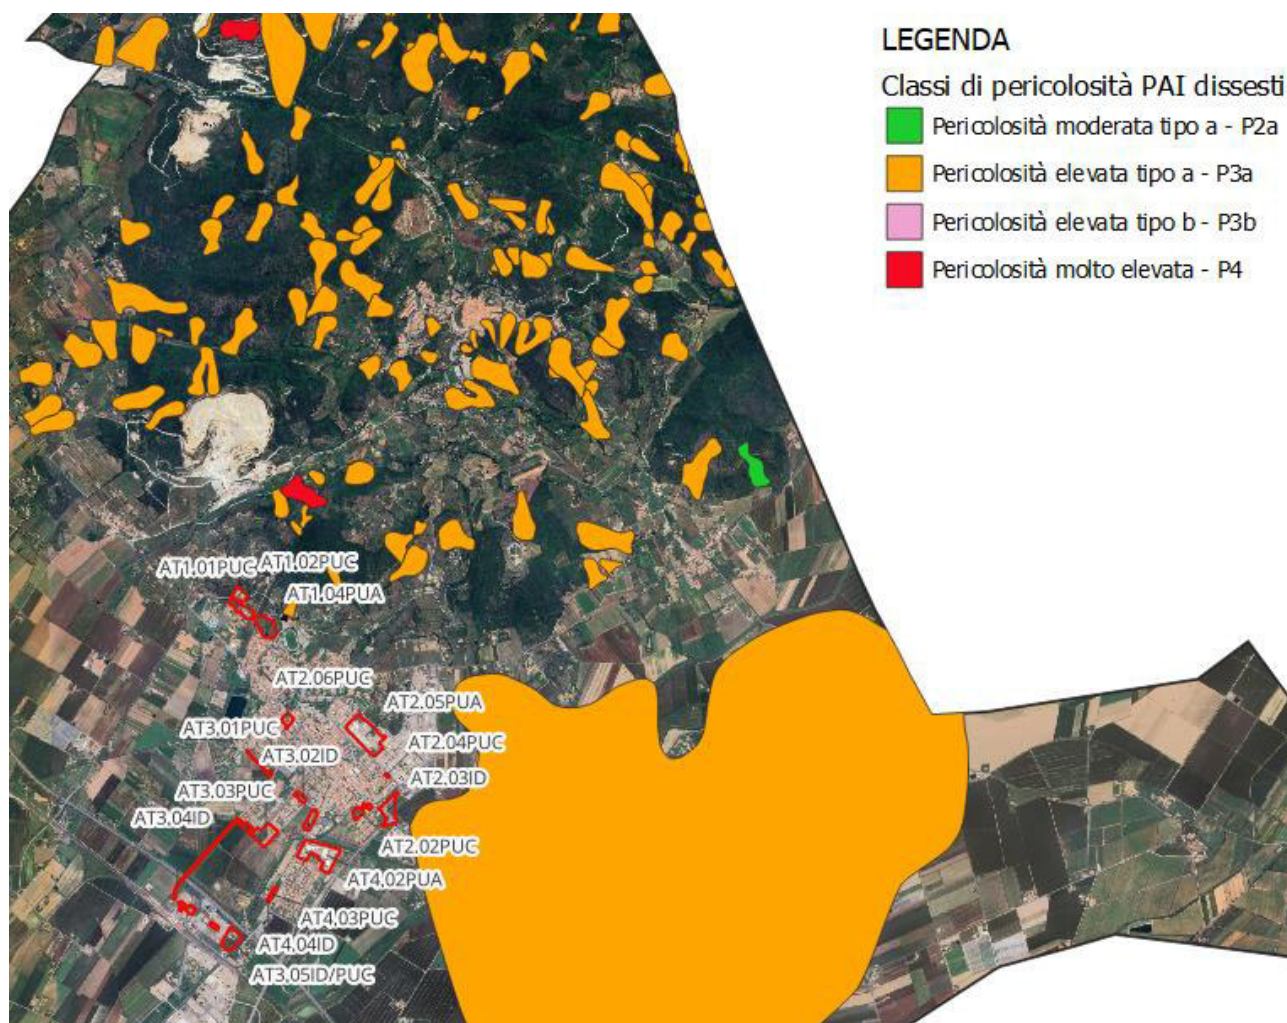 LEGENDA
Classi di pericolosità PAI dissesti
Pericolosità moderata tipo a - P2a
Pericolosità elevata tipo a - P3a
Pericolosità elevata tipo b - P3b
Pericolosità molto elevata - P4
AT1.01PUC
AT1.02PUC
AT1.04PUA
AT2.06PUC
AT2.05PUA
AT3.01PUC
AT2.04PUC
AT3.02ID
AT2.03ID
AT3.03PUC
AT3.04ID
AT2.02PUC
AT4.02PUA
AT4.03PUC
AT4.04ID
AT3.05ID/PUC